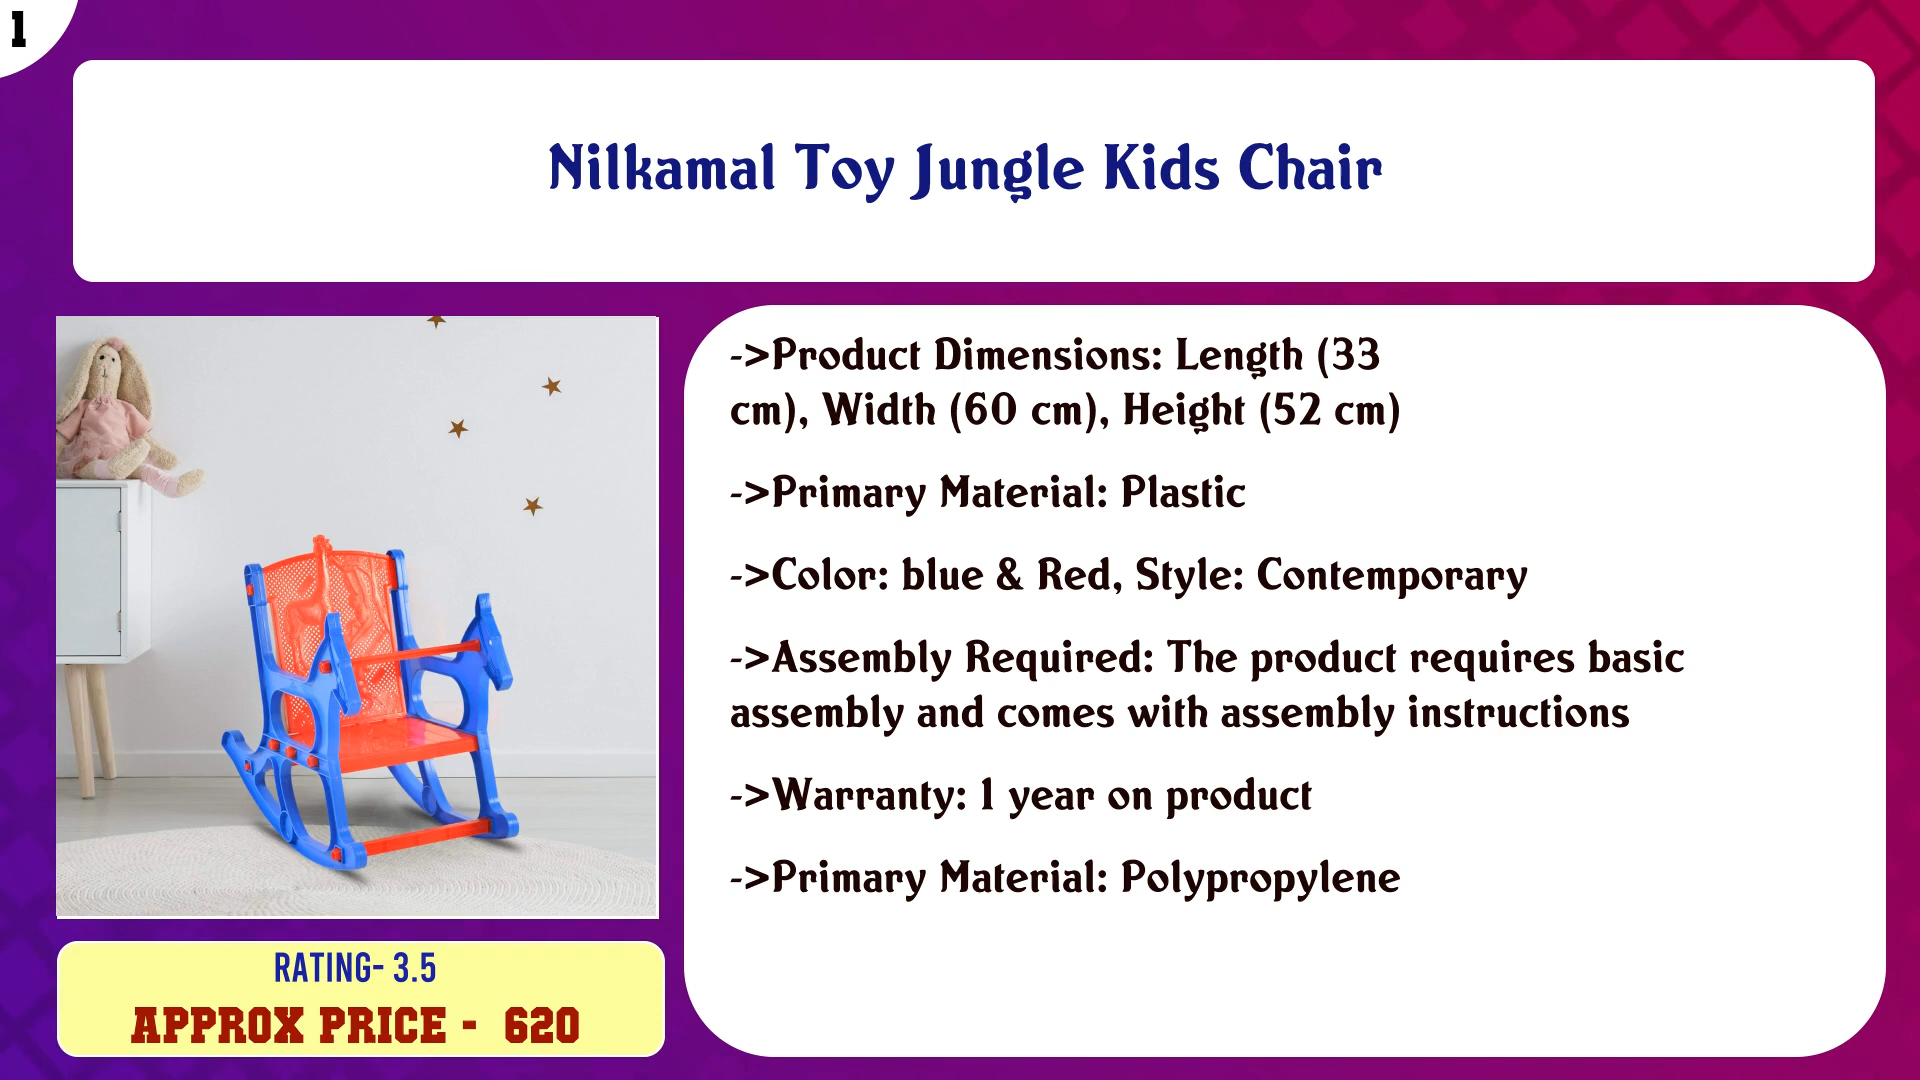 1
Nilkamal Toy Jungle Kids Chair
->Product Dimensions: Length (33
cm), Width (60 cm), Height (52 cm)
->Primary Material: Plastic
->Color: blue & Red, Style: Contemporary
->Assembly Required: The product requires basic
assembly and comes with assembly instructions
->Warranty: 1 year on product
->Primary Material: Polypropylene
RATING- 3.5
APPROX PRICE - 620